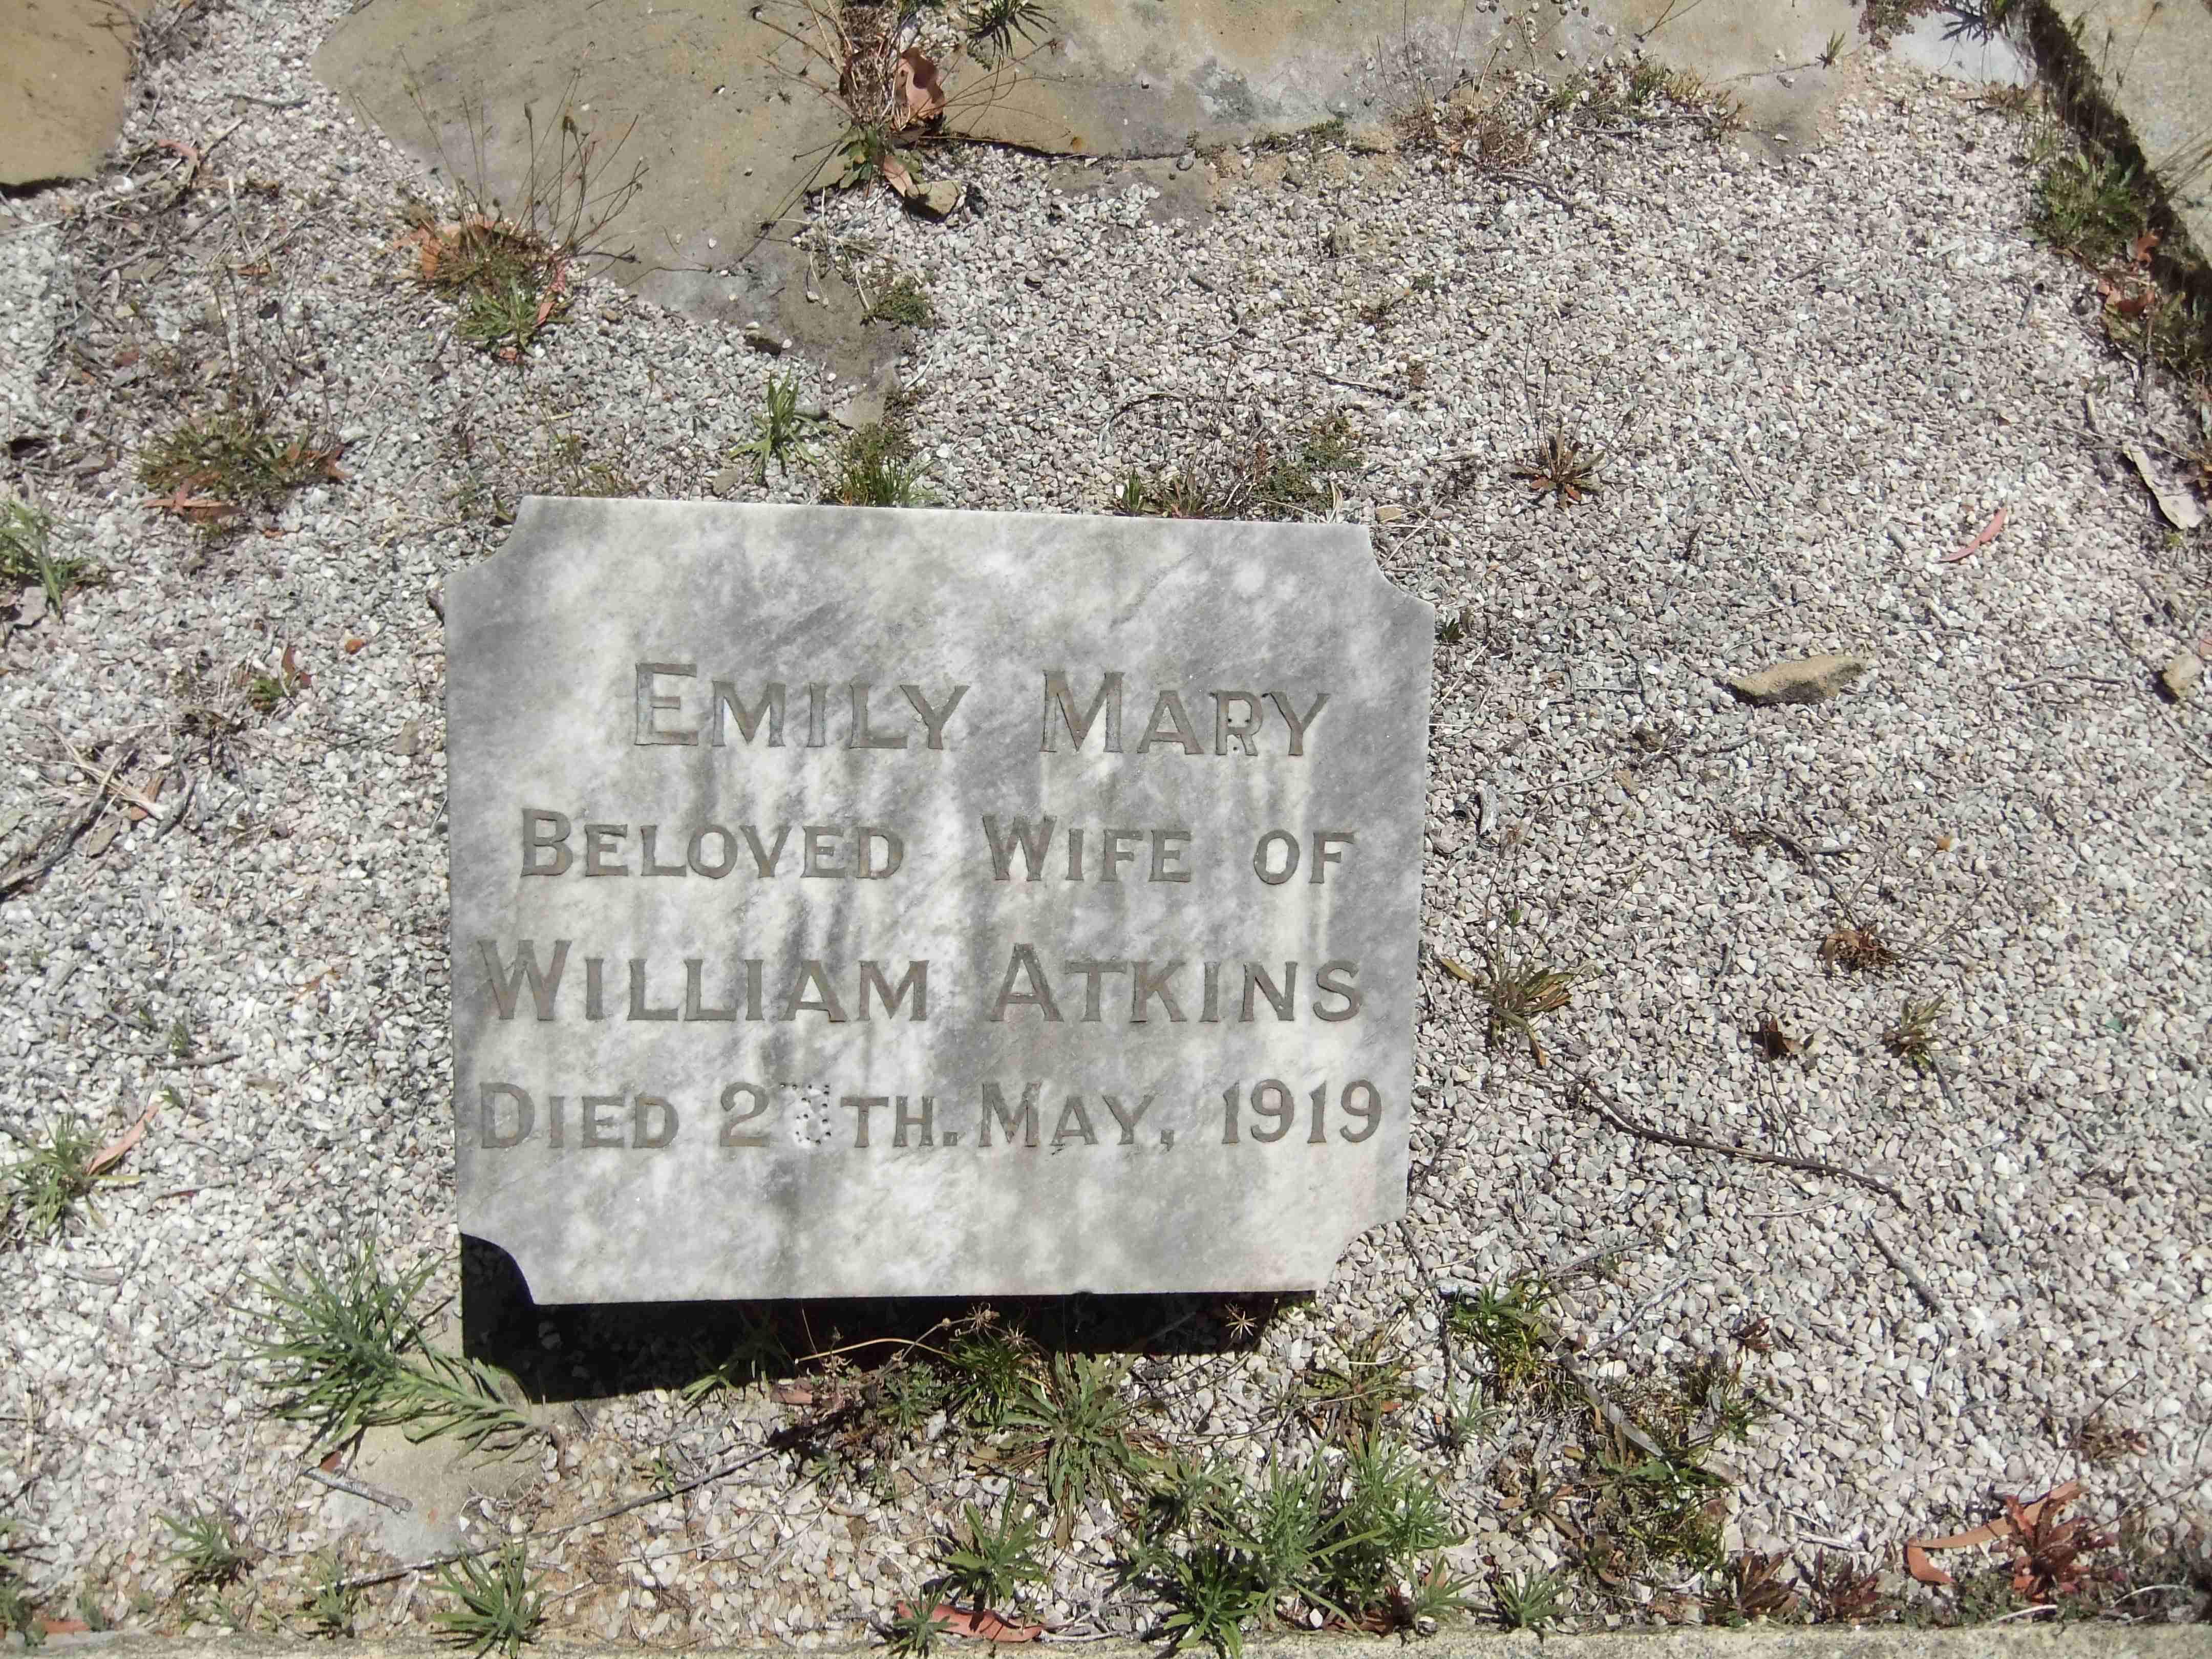 EMILY MARY
BELOVED WIFE OF
WILLIAM ATKINS
DIED MAY, 1919